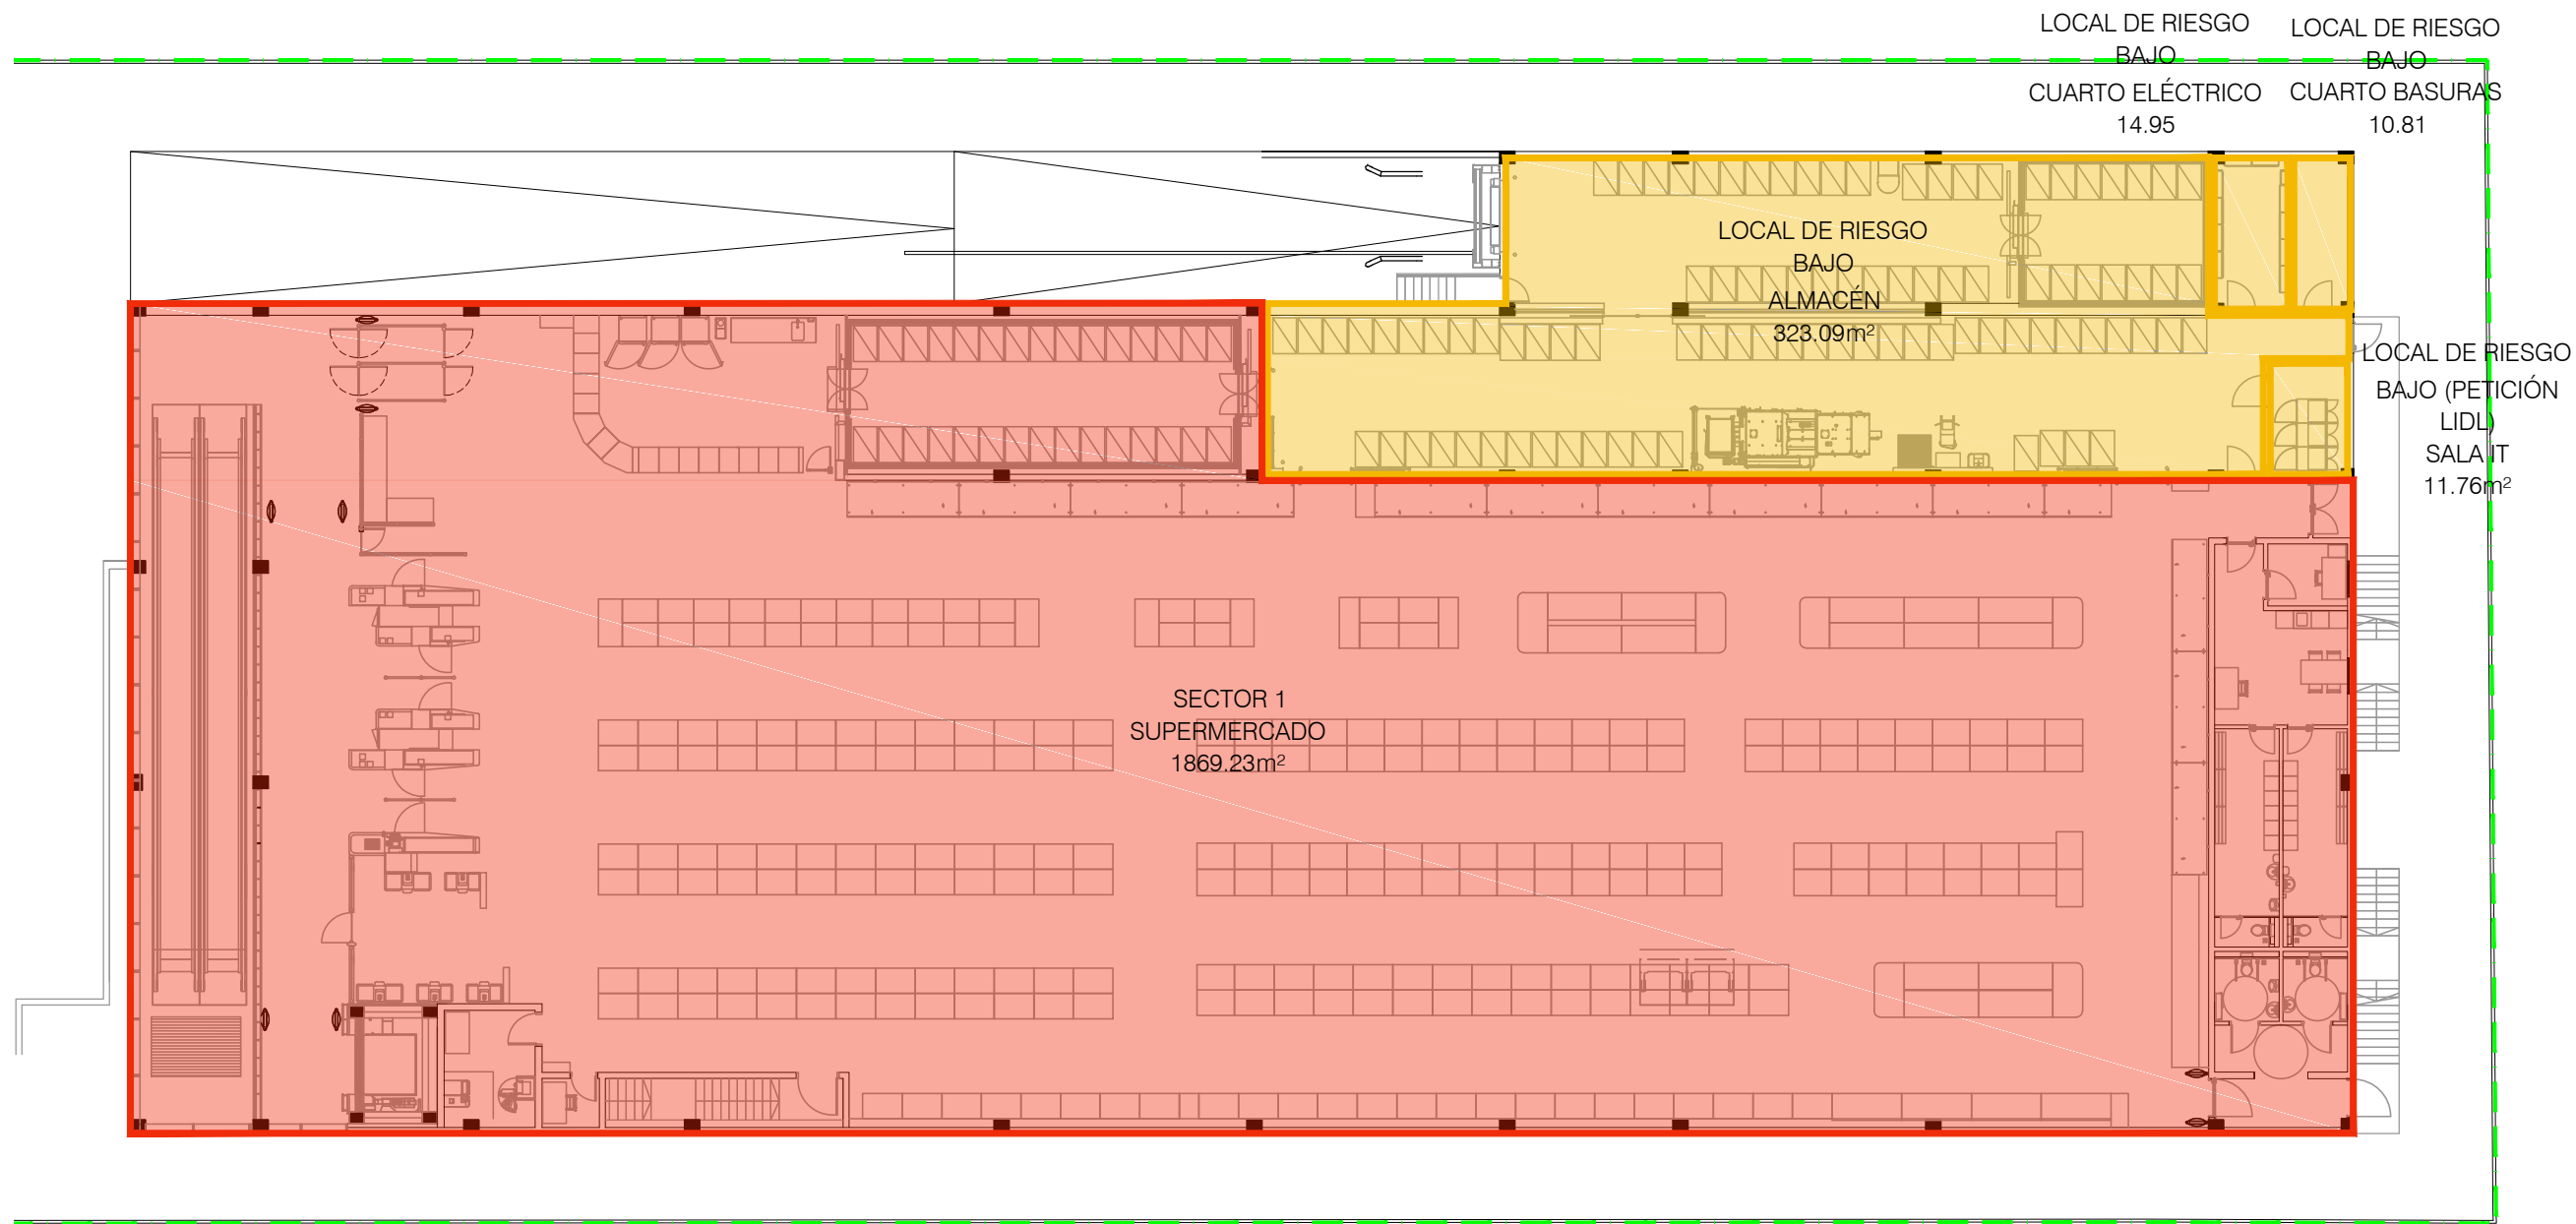 LOCAL DE RIESGO
BAJO
CUARTO ELÉCTRICO
14.95
LOCAL DE RIESGO
BAJO
CUARTO BASURAS
10.81
LOCAL DE RIESGO
BAJO
ALMACÉN
323.09m²
LOCAL DE RIESGO
BAJO (PETICIÓN
LIDL)
SALA IT
11.76m²
SECTOR 1
SUPERMERCADO
1869.23m²